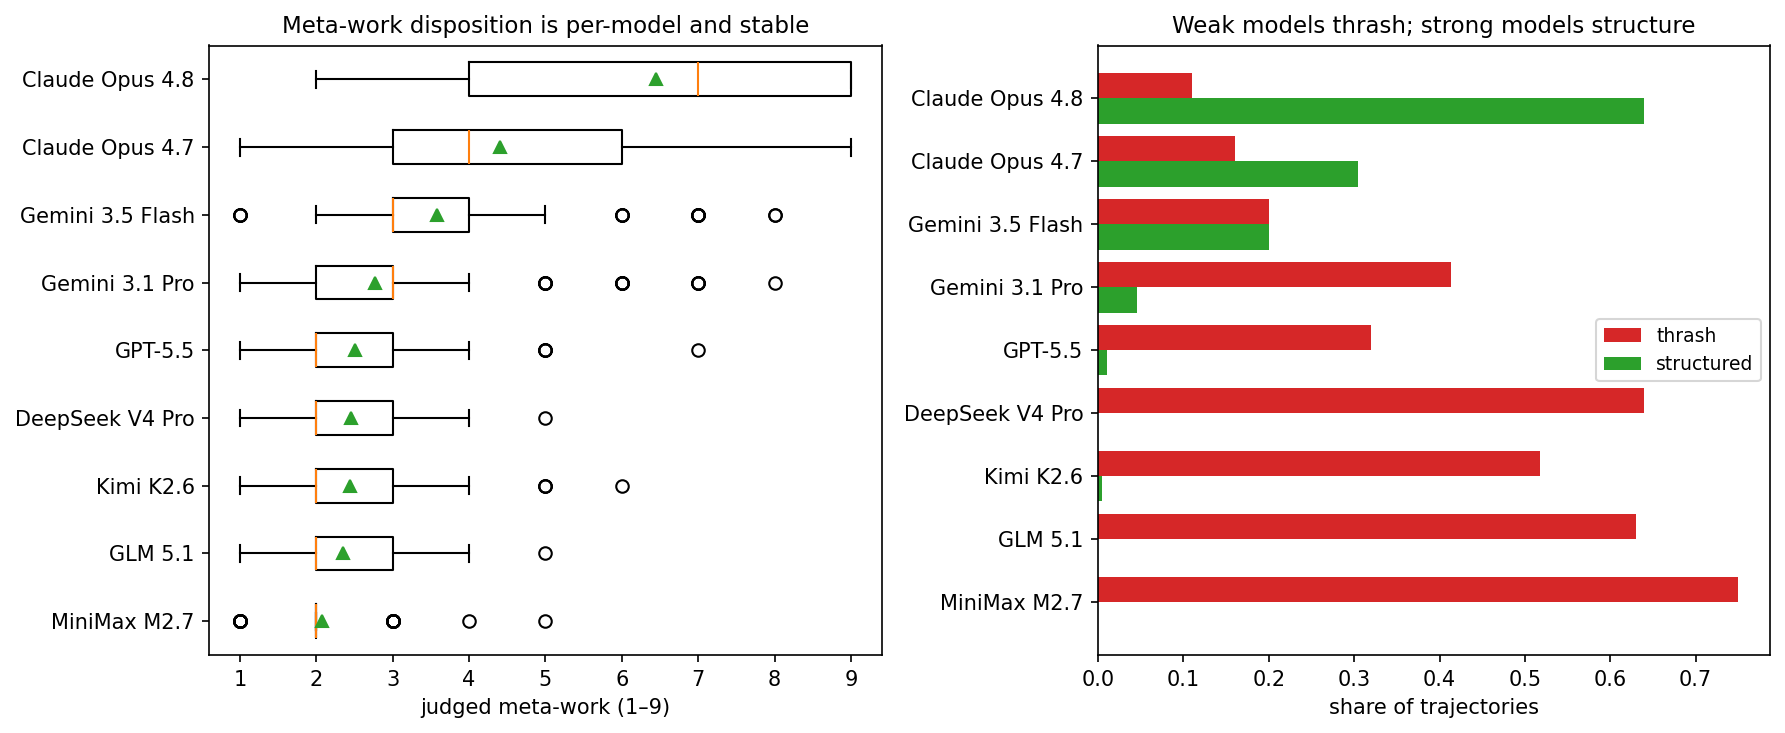 Meta-work disposition is per-model and stable
Claude Opus 4.8
Claude Opus 4.7
Gemini 3.5 Flash
Gemini 3.1 Pro
GPT-5.5
DeepSeek V4 Pro
Kimi K2.6
GLM 5.1
MiniMax M2.7
1 2 3 4 5 6 7 8 9
judged meta-work (1–9)
Weak models thrash; strong models structure
Claude Opus 4.8
Claude Opus 4.7
Gemini 3.5 Flash
Gemini 3.1 Pro
GPT-5.5
DeepSeek V4 Pro
Kimi K2.6
GLM 5.1
MiniMax M2.7
thrash
structured
0.0 0.1 0.2 0.3 0.4 0.5 0.6 0.7
share of trajectories